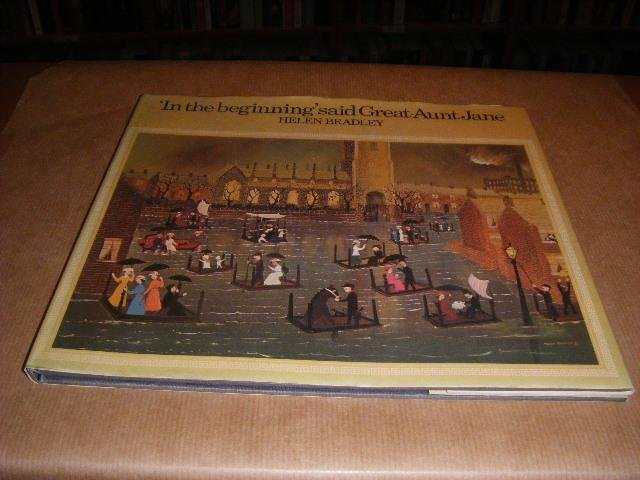 'In the beginning' said Great-Aunt Jane
HELEN BRADLEY